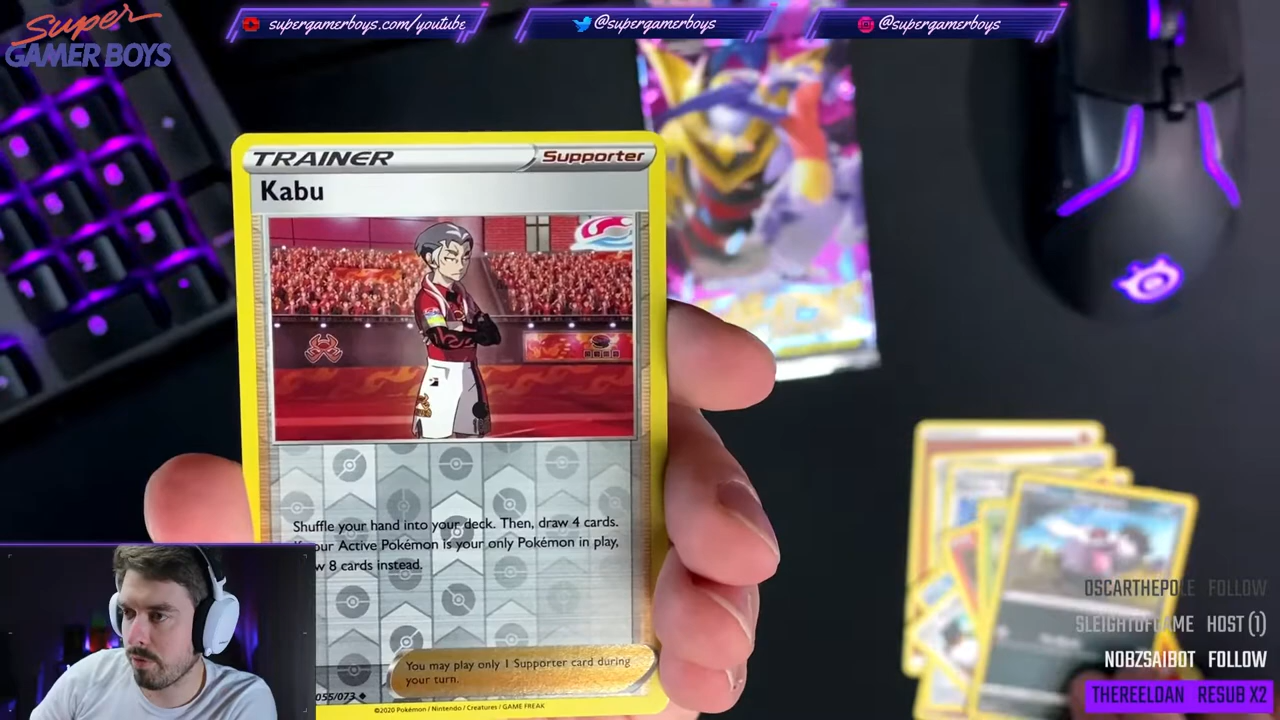 Super
GAMER BOYS
supergamerboys.com/youtube
@supergamerboys
@supergamerboys
TRAINER
Supporter
Kabu
Shuffle your hand into your deck. Then, draw 4 cards.
your Active Pokémon is your only Pokémon in play,
8 cards instead.
You may play only 1 Supporter card during
your turn.
055/073
©2020 Pokémon / Nintendo / Creatures / GAME FREAK
OSCARTHEPOLE FOLLOW
SLEIGHTOFGAME HOST (1)
NOBZSAIBOT FOLLOW
THEREELDAN RESUB X2